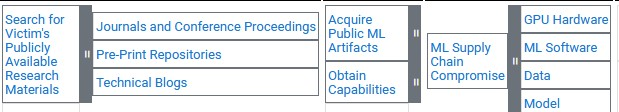 Search for
Victim's
Publicly
Available
Research
Materials
Journals and Conference Proceedings
Pre-Print Repositories
Technical Blogs
Acquire
Public ML
Artifacts
Obtain
Capabilities
ML Supply
Chain
Compromise
GPU Hardware
ML Software
Data
Model